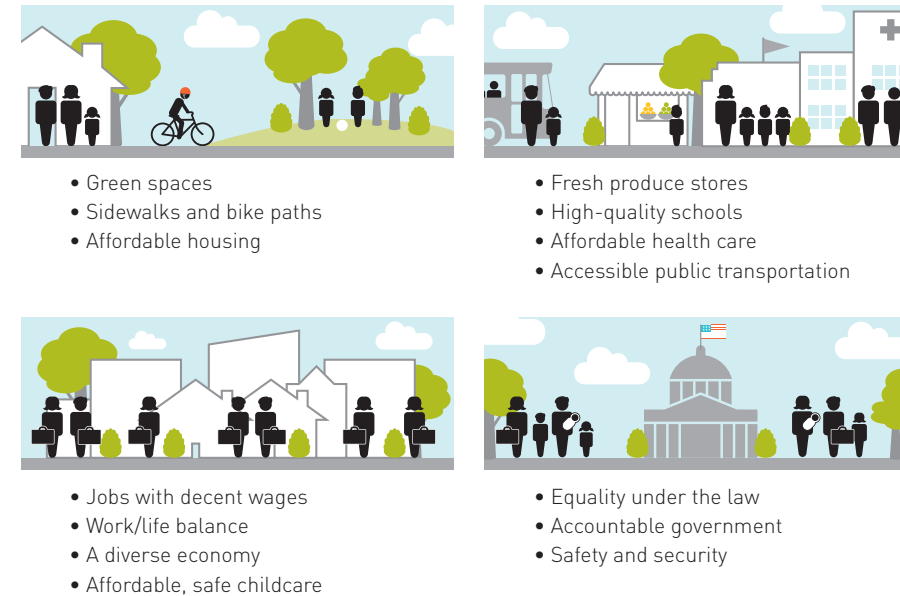 • Green spaces
• Sidewalks and bike paths
• Affordable housing
• Fresh produce stores
• High-quality schools
• Affordable health care
• Accessible public transportation
• Jobs with decent wages
• Work/life balance
• A diverse economy
• Affordable, safe childcare
• Equality under the law
• Accountable government
• Safety and security